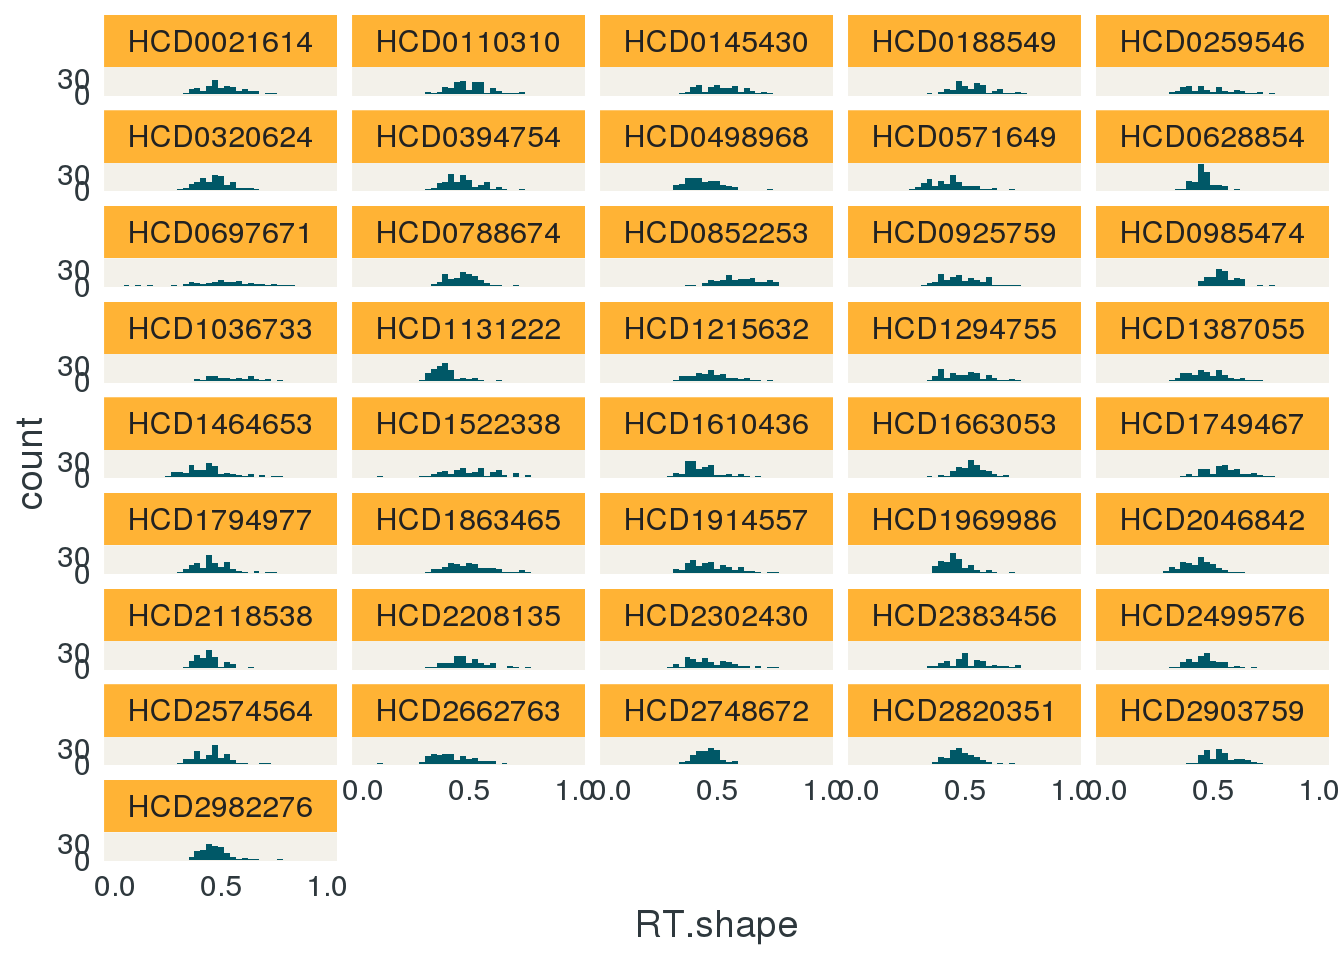 HCD0021614 HCD0110310 HCD0145430 HCD0188549 HCD0259546
30
0
HCD0320624 HCD0394754 HCD0498968 HCD0571649 HCD0628854
30
0
HCD0697671 HCD0788674 HCD0852253 HCD0925759 HCD0985474
30
0
HCD1036733 HCD1131222 HCD1215632 HCD1294755 HCD1387055
30
0
HCD1464653 HCD1522338 HCD1610436 HCD1663053 HCD1749467
30
0
count
HCD1794977 HCD1863465 HCD1914557 HCD1969986 HCD2046842
30
0
HCD2118538 HCD2208135 HCD2302430 HCD2383456 HCD2499576
30
0
HCD2574564 HCD2662763 HCD2748672 HCD2820351 HCD2903759
30
0
0.0 0.5 1.0 0.0 0.5 1.0 0.0 0.5 1.0 0.0 0.5 1.0
HCD2982276
30
0
0.0 0.5 1.0
RT.shape